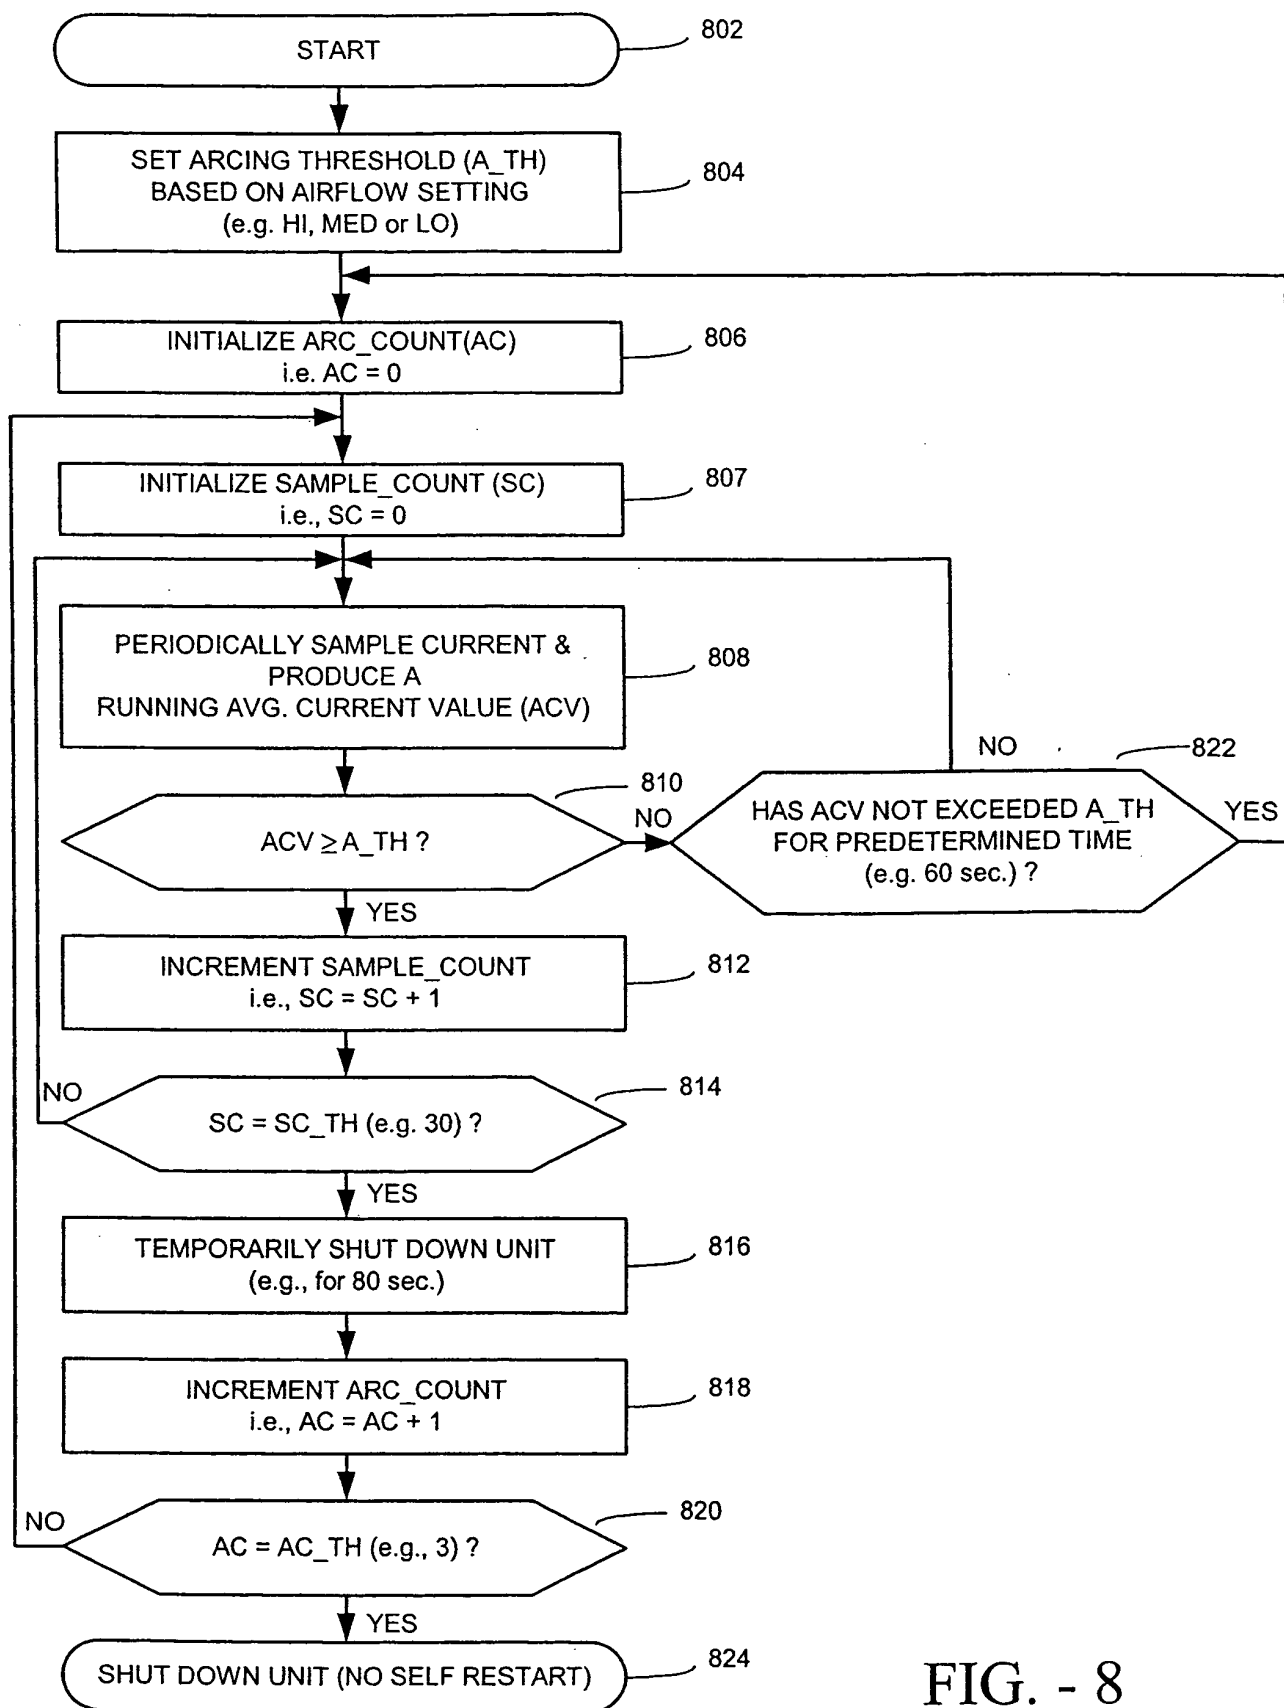 START
802
SET ARCING THRESHOLD (A_TH)
BASED ON AIRFLOW SETTING
(e.g. HI, MED or LO)
804
INITIALIZE ARC_COUNT(AC)
i.e. AC = 0
806
INITIALIZE SAMPLE_COUNT (SC)
i.e., SC = 0
807
PERIODICALLY SAMPLE CURRENT &
PRODUCE A
RUNNING AVG. CURRENT VALUE (ACV)
808
ACV ≥ A_TH ?
810
NO
HAS ACV NOT EXCEEDED A_TH
FOR PREDETERMINED TIME
(e.g. 60 sec.) ?
NO
822
YES
YES
INCREMENT SAMPLE_COUNT
i.e., SC = SC + 1
812
NO
SC = SC_TH (e.g. 30) ?
814
YES
TEMPORARILY SHUT DOWN UNIT
(e.g., for 80 sec.)
816
INCREMENT ARC_COUNT
i.e., AC = AC + 1
818
NO
AC = AC_TH (e.g., 3) ?
820
YES
SHUT DOWN UNIT (NO SELF RESTART)
824
FIG. - 8